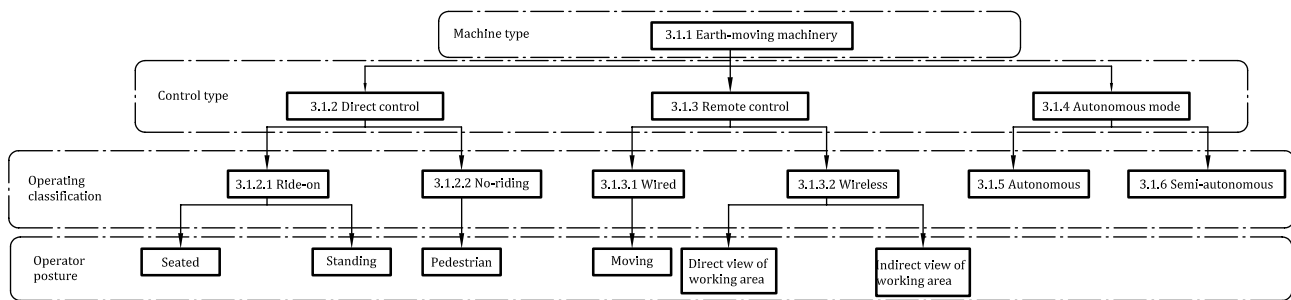 Machine type
3.1.1 Earth-moving machinery
Control type
3.1.2 Direct control
3.1.3 Remote control
3.1.4 Autonomous mode
Operating
classification
3.1.2.1 Ride-on
3.1.2.2 No-riding
3.1.3.1 Wired
3.1.3.2 Wireless
3.1.5 Autonomous
3.1.6 Semi-autonomous
Operator
posture
Seated
Standing
Pedestrian
Moving
Direct view of
working area
Indirect view of
working area